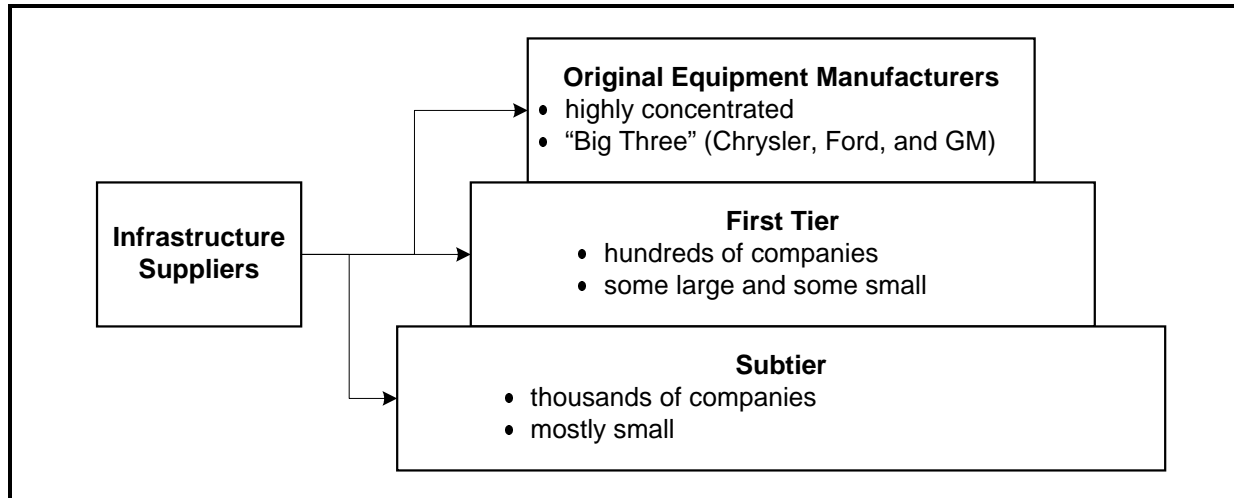 Original Equipment Manufacturers
• highly concentrated
• “Big Three” (Chrysler, Ford, and GM)
Infrastructure
Suppliers
First Tier
• hundreds of companies
• some large and some small
Subtier
• thousands of companies
• mostly small